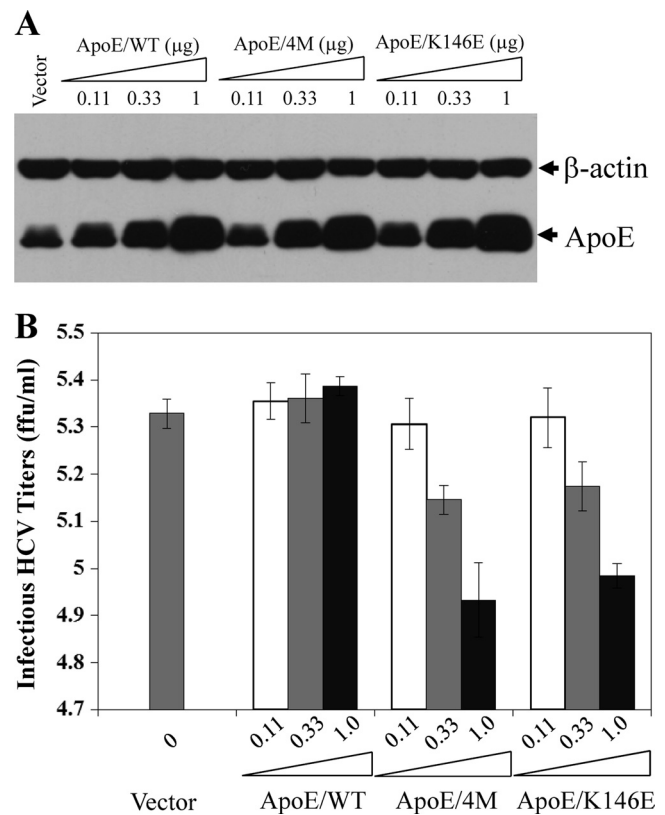 A
ApoE/WT (µg) ApoE/4M (µg) ApoE/K146E (µg)
Vector
0.11 0.33 1 0.11 0.33 1 0.11 0.33 1
β-actin
ApoE
B
Infectious HCV Titers (ffu/ml)
5.5
5.4
5.3
5.2
5.1
5
4.9
4.8
4.7
0 0.11 0.33 1.0 0.11 0.33 1.0 0.11 0.33 1.0
Vector ApoE/WT ApoE/4M ApoE/K146E